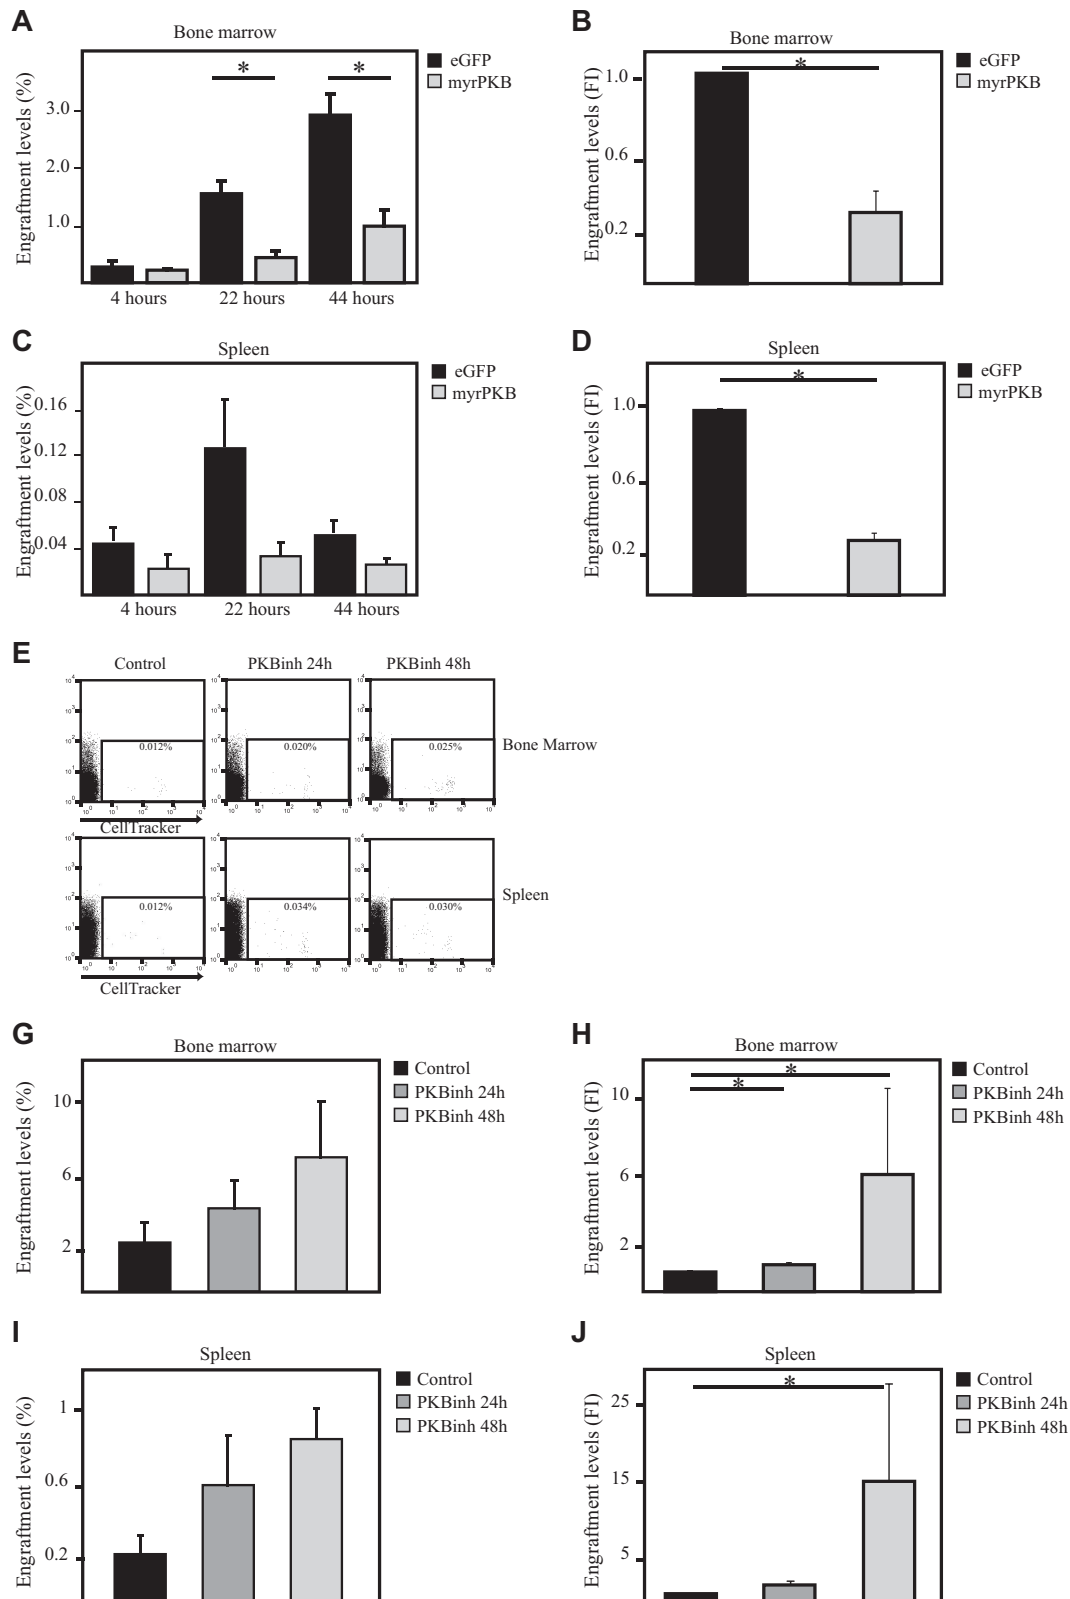 A
Bone marrow
Engraftment levels (%)
3.0
2.0
1.0
*
*
eGFP
myrPKB
4 hours
22 hours
44 hours
B
Bone marrow
Engraftment levels (FI)
1.0
0.6
0.2
*
eGFP
myrPKB
C
Spleen
Engraftment levels (%)
0.16
0.12
0.08
0.04
eGFP
myrPKB
4 hours
22 hours
44 hours
D
Spleen
Engraftment levels (FI)
1.0
0.6
0.2
*
eGFP
myrPKB
E
Control
PKBinh 24h
PKBinh 48h
0.012%
0.020%
0.025%
Bone Marrow
CellTracker
0.012%
0.034%
0.030%
Spleen
CellTracker
G
Bone marrow
Engraftment levels (%)
10
6
2
Control
PKBinh 24h
PKBinh 48h
H
Bone marrow
Engraftment levels (FI)
10
6
2
*
*
Control
PKBinh 24h
PKBinh 48h
I
Spleen
Engraftment levels (%)
1
0.6
0.2
Control
PKBinh 24h
PKBinh 48h
J
Spleen
Engraftment levels (FI)
25
15
5
*
Control
PKBinh 24h
PKBinh 48h